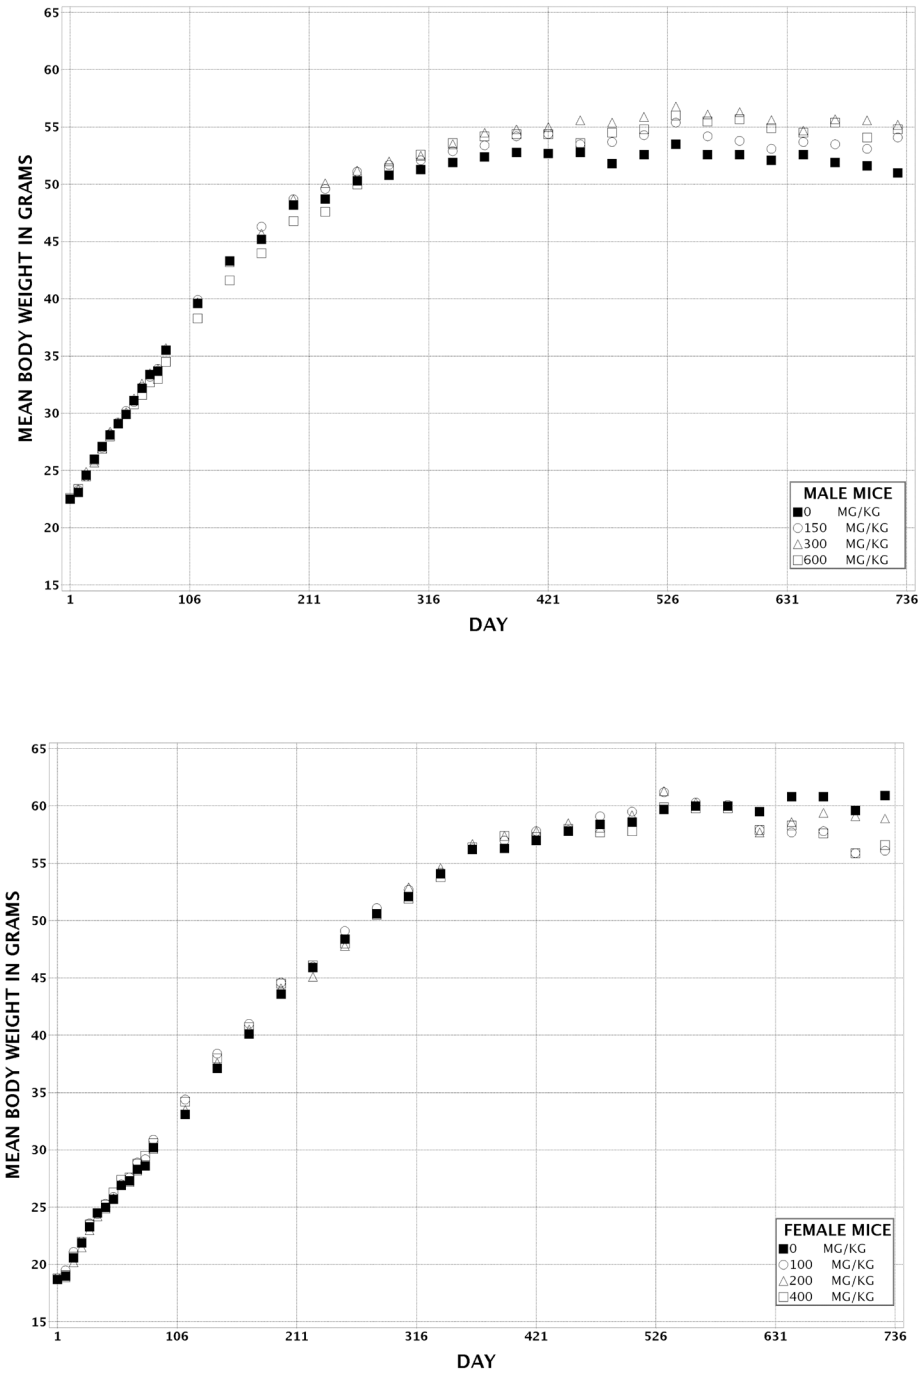 65
60
55
50
45
40
35
30
25
20
15
MEAN BODY WEIGHT IN GRAMS
MALE MICE
0 MG/KG
150 MG/KG
300 MG/KG
600 MG/KG
1 106 211 316 421 526 631 736
DAY
65
60
55
50
45
40
35
30
25
20
15
MEAN BODY WEIGHT IN GRAMS
FEMALE MICE
0 MG/KG
100 MG/KG
200 MG/KG
400 MG/KG
1 106 211 316 421 526 631 736
DAY